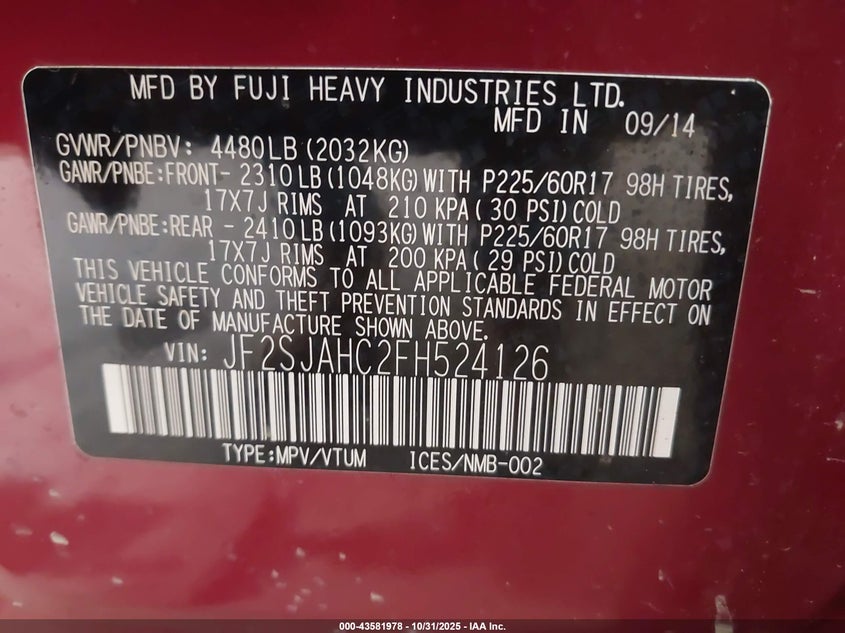 MFD BY FUJI HEAVY INDUSTRIES LTD.
MFD IN 09/14
GVWR/PNBV: 4480LB(2032KG)
GAWR/PNBE:FRONT- 2310LB(1048KG)WITH P225/60R17 98H TIRES,
17X7J RIMS AT 210 KPA(30 PSI)COLD
GAWR/PNBE:REAR - 2410LB(1093KG)WITH P225/60R17 98H TIRES,
17X7J RIMS AT 200 KPA(29 PSI)COLD
THIS VEHICLE CONFORMS TO ALL APPLICABLE FEDERAL MOTOR
VEHICLE SAFETY AND THEFT PREVENTION STANDARDS IN EFFECT ON
THE DATE OF MANUFACTURE SHOWN ABOVE.
VIN: JF2SJAHC2FH524126
TYPE:MPV/VTUM ICES/NMB-002
000-43581978 - 10/31/2025 - IAA Inc.